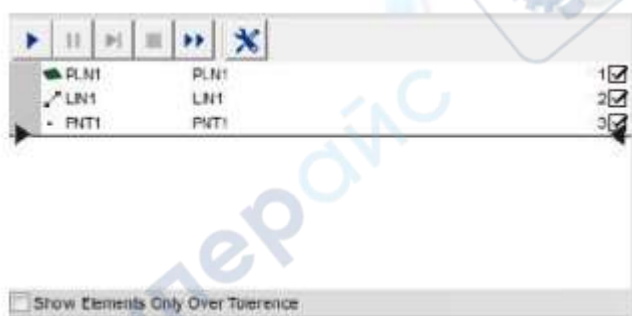 PLN1 PLN1 1
LIN1 LIN1 2
PNT1 PNT1 3
Show Elements Only Over Tolerence